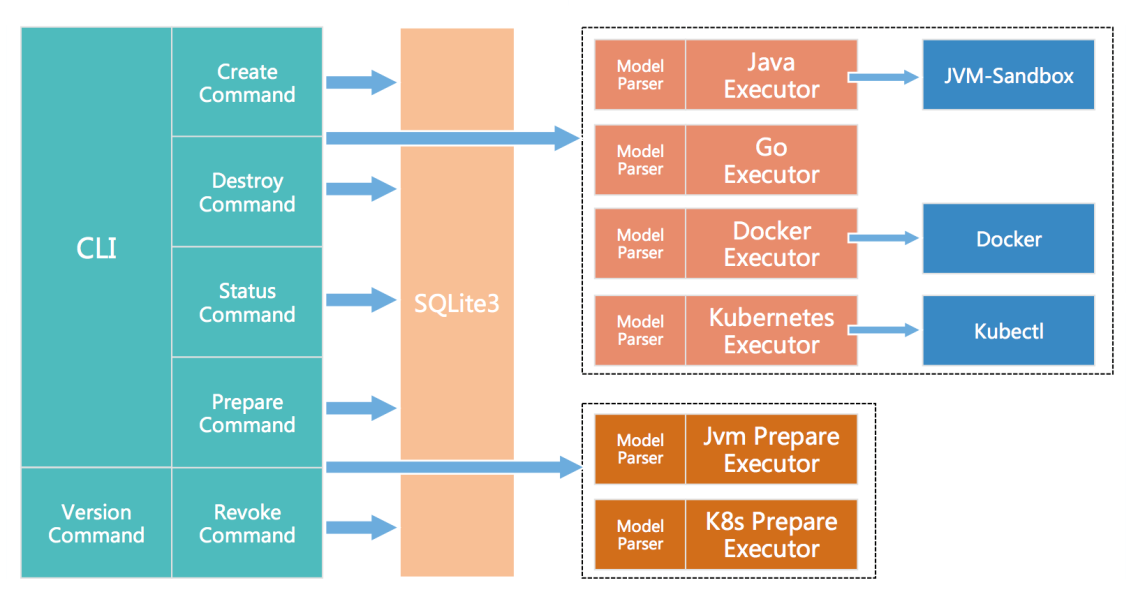 CLI
Version
Command
Create
Command
Destroy
Command
Status
Command
Prepare
Command
Revoke
Command
SQLite3
Model
Parser
Java
Executor
JVM-Sandbox
Model
Parser
Go
Executor
Model
Parser
Docker
Executor
Docker
Model
Parser
Kubernetes
Executor
Kubectl
Model
Parser
Jvm Prepare
Executor
Model
Parser
K8s Prepare
Executor